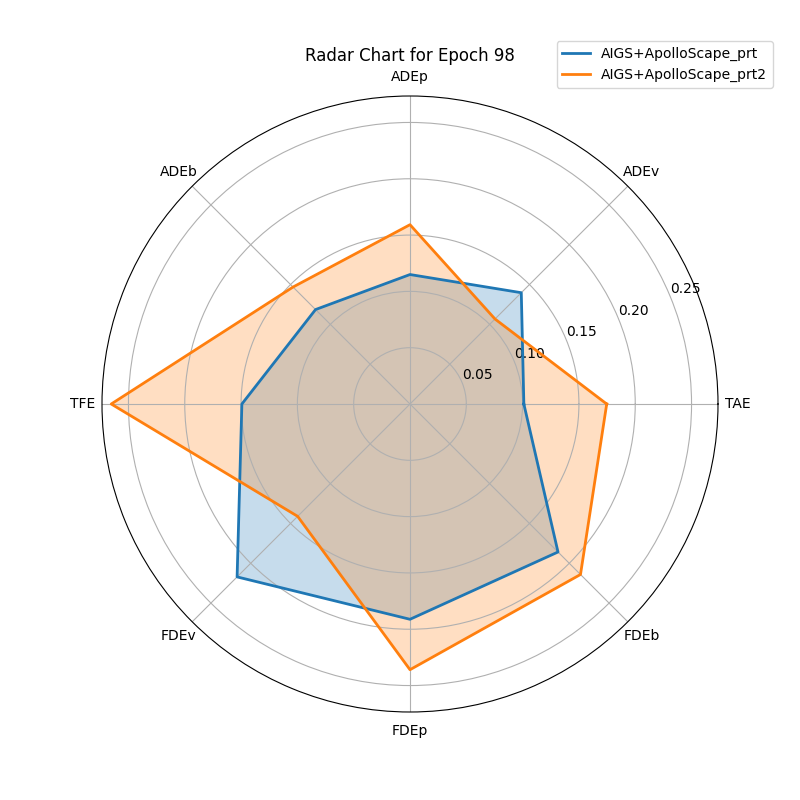 Radar Chart for Epoch 98
AIGS+ApolloScape_prt
AIGS+ApolloScape_prt2
ADEp
ADEb
ADEv
0.25
0.20
0.15
0.10
0.05
TFE
TAE
FDEv
FDEb
FDEp